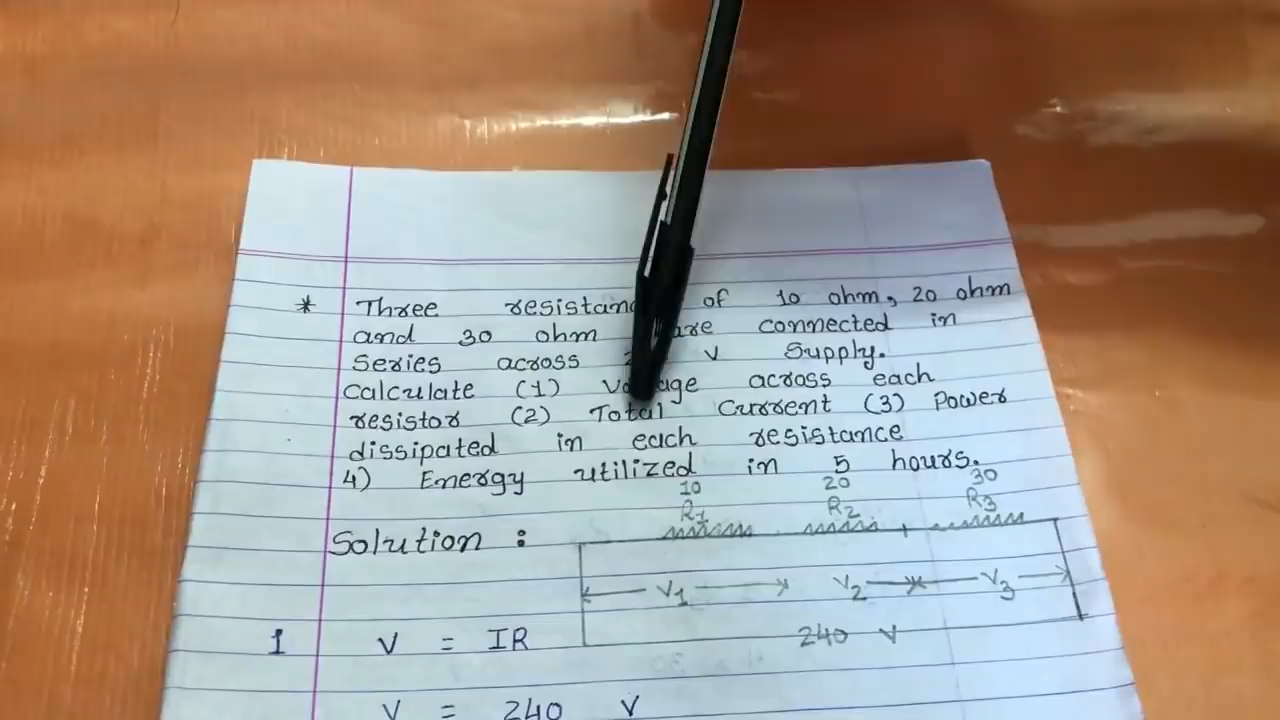 * Three of 10 ohm, 20 ohm
and 30 ohm are connected in
Series across V Supply.
Calculate (1) across each
resistor (2) Total Current (3) Power
dissipated in each resistance
4) Energy utilized in 5 hours.
10 20 30
R1 R2 R3
Solution :
V1 V2 V3
240 V
1 V = IR
V = 240 V